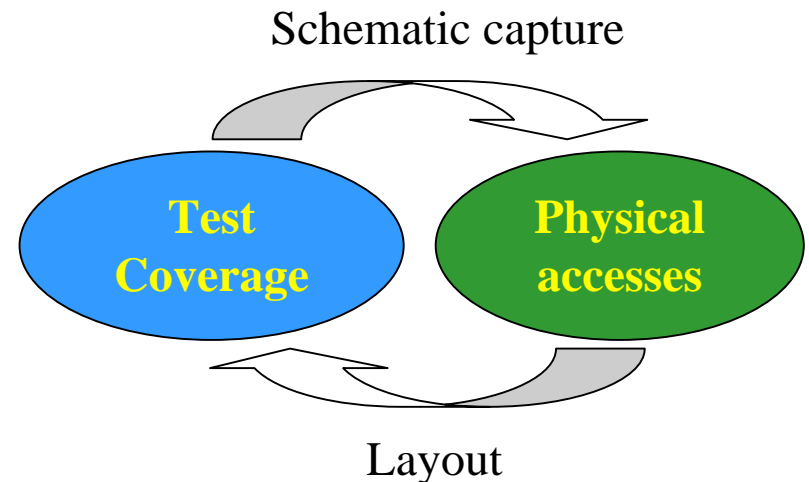 Schematic capture
Test
Coverage
Physical
accesses
Layout